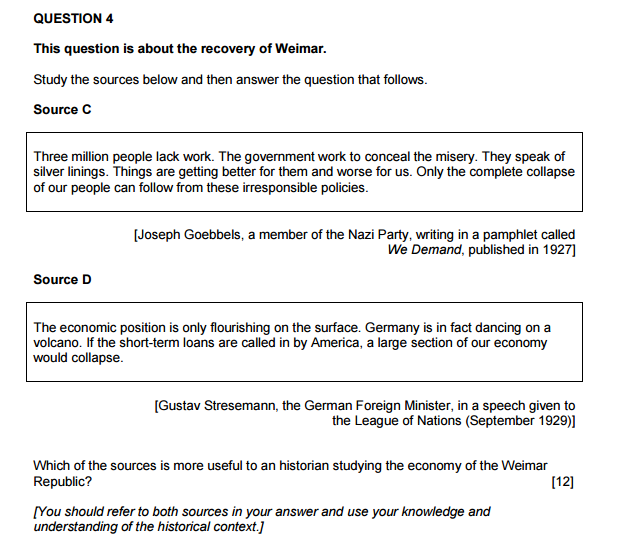 QUESTION 4
This question is about the recovery of Weimar.
Study the sources below and then answer the question that follows.
Source C
Three million people lack work. The government work to conceal the misery. They speak of
silver linings. Things are getting better for them and worse for us. Only the complete collapse
of our people can follow from these irresponsible policies.
[Joseph Goebbels, a member of the Nazi Party, writing in a pamphlet called
We Demand, published in 1927]
Source D
The economic position is only flourishing on the surface. Germany is in fact dancing on a
volcano. If the short-term loans are called in by America, a large section of our economy
would collapse.
[Gustav Stresemann, the German Foreign Minister, in a speech given to
the League of Nations (September 1929)]
Which of the sources is more useful to an historian studying the economy of the Weimar
Republic? [12]
[You should refer to both sources in your answer and use your knowledge and
understanding of the historical context.]